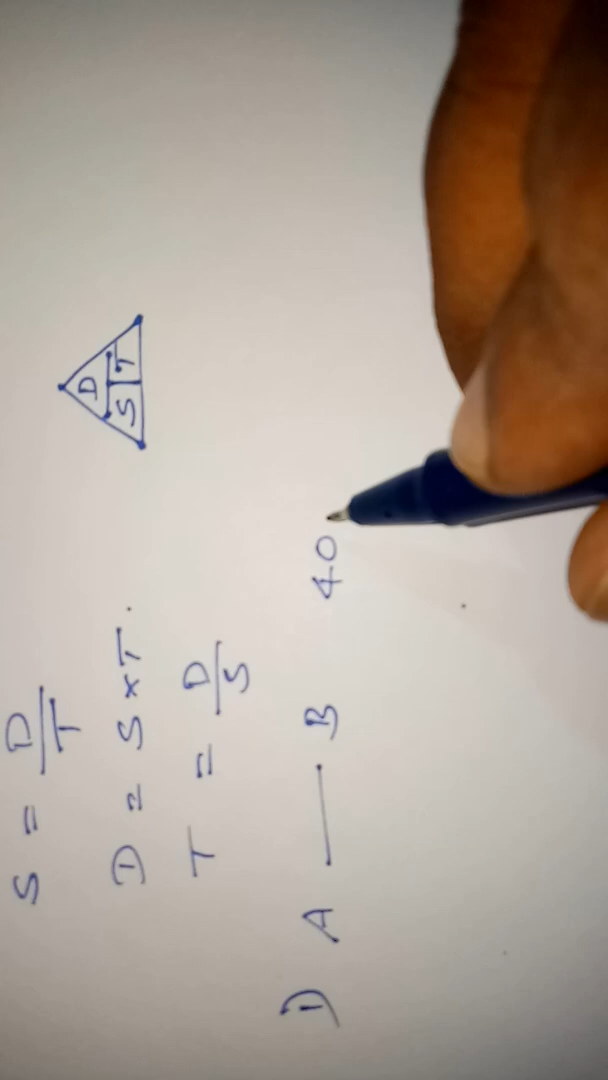 S = D/T
D = S × T.
T = D/S
D
S T
1) A — B 40